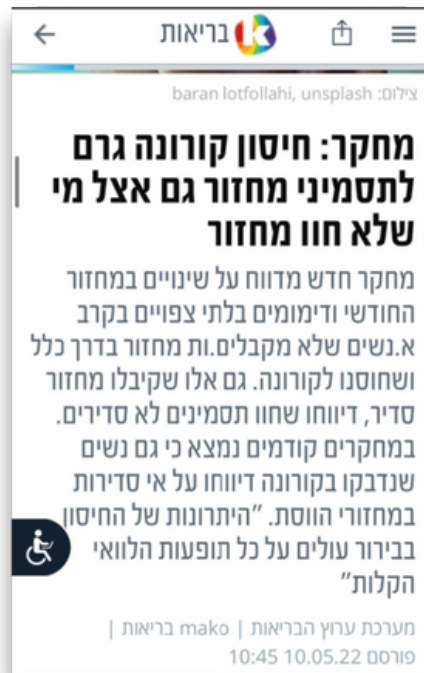 בריאות
צילום: baran lotfollahi, unsplash
מחקר: חיסון קורונה גרם
לתסמיני מחזור גם אצל מי
שלא חוו מחזור
מחקר חדש מדווח על שינויים במחזור
החודשי ודימומים בלתי צפויים בקרב
א.נשים שלא מקבלים.ות מחזור בדרך כלל
ושחוסנו לקורונה. גם אלו שקיבלו מחזור
סדיר, דיווחו שחוו תסמינים לא סדירים.
במחקרים קודמים נמצא כי גם נשים
שנדבקו בקורונה דיווחו על אי סדירות
במחזורי הווסת. "היתרונות של החיסון
בבירור עולים על כל תופעות הלוואי
הקלות"
מערכת ערוץ הבריאות | mako בריאות |
פורסם 10.05.22 10:45